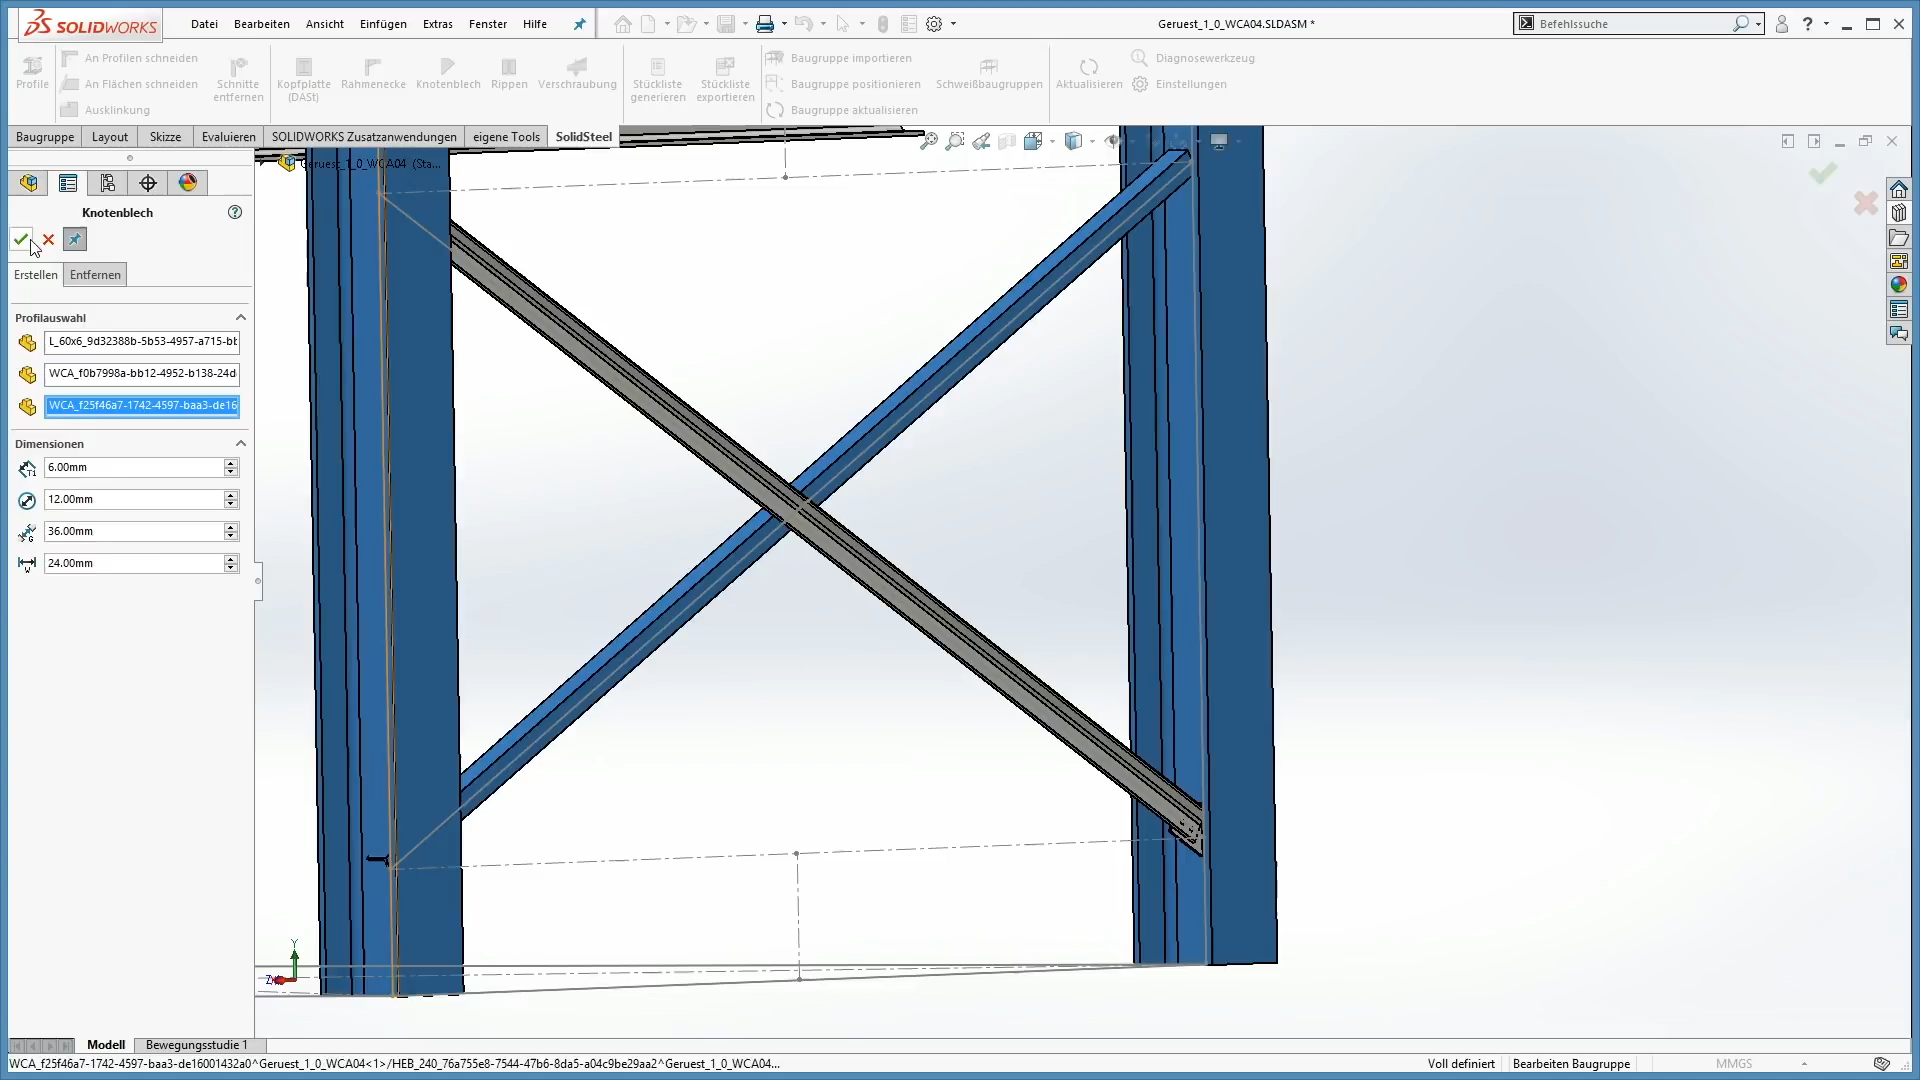 SOLIDWORKS
Datei Bearbeiten Ansicht Einfügen Extras Fenster Hilfe
Geruest_1_0_WCA04.SLDASM *
Befehlssuche
Profile
An Profilen schneiden
An Flächen schneiden
Ausklinkung
Schnitte entfernen
Kopfplatte (DASt)
Rahmenecke
Knotenblech
Rippen
Verschraubung
Stückliste generieren
Stückliste exportieren
Baugruppe importieren
Baugruppe positionieren
Baugruppe aktualisieren
Schweißbaugruppen
Aktualisieren
Diagnosewerkzeug
Einstellungen
Baugruppe Layout Skizze Evaluieren SOLIDWORKS Zusatzanwendungen eigene Tools SolidSteel
Geruest_1_0_WCA04 (Sta...
Knotenblech
Erstellen Entfernen
Profilauswahl
L_60x6_9d32388b-5b53-4957-a715-bb
WCA_f0b7998a-bb12-4952-b138-24d
WCA_f25f46a7-1742-4597-baa3-de16
Dimensionen
6.00mm
12.00mm
36.00mm
24.00mm
Y
Modell Bewegungsstudie 1
WCA_f25f46a7-1742-4597-baa3-de16001432a0^Geruest_1_0_WCA04<1>/HEB_240_76a755e8-7544-47b6-8da5-a04c9be29aa2^Geruest_1_0_WCA04...
Voll definiert Bearbeiten Baugruppe MMGS